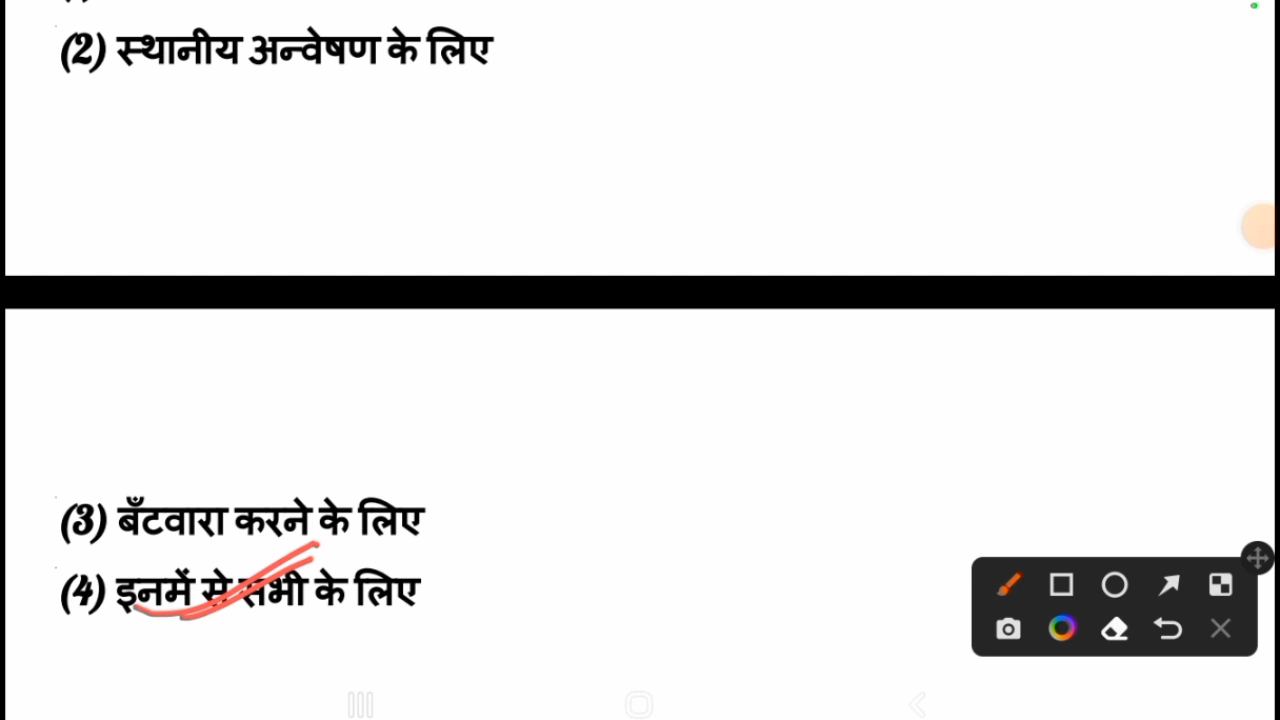 (2) स्थानीय अन्वेषण के लिए
(3) बँटवारा करने के लिए
(4) इनमें से सभी के लिए